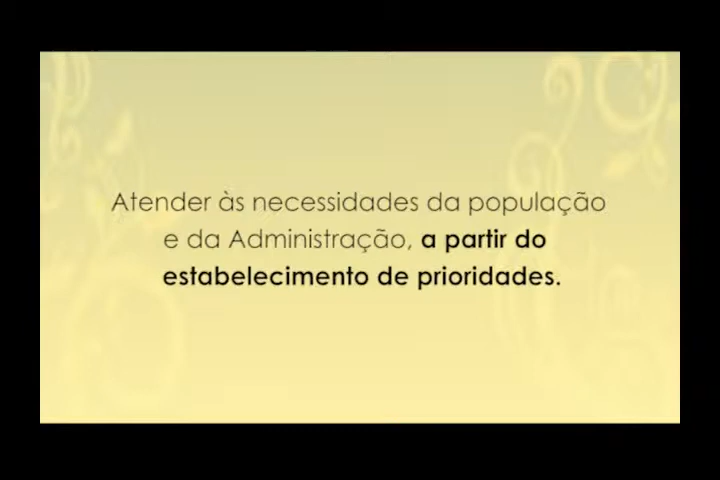 Atender às necessidades da população
e da Administração, a partir do
estabelecimento de prioridades.